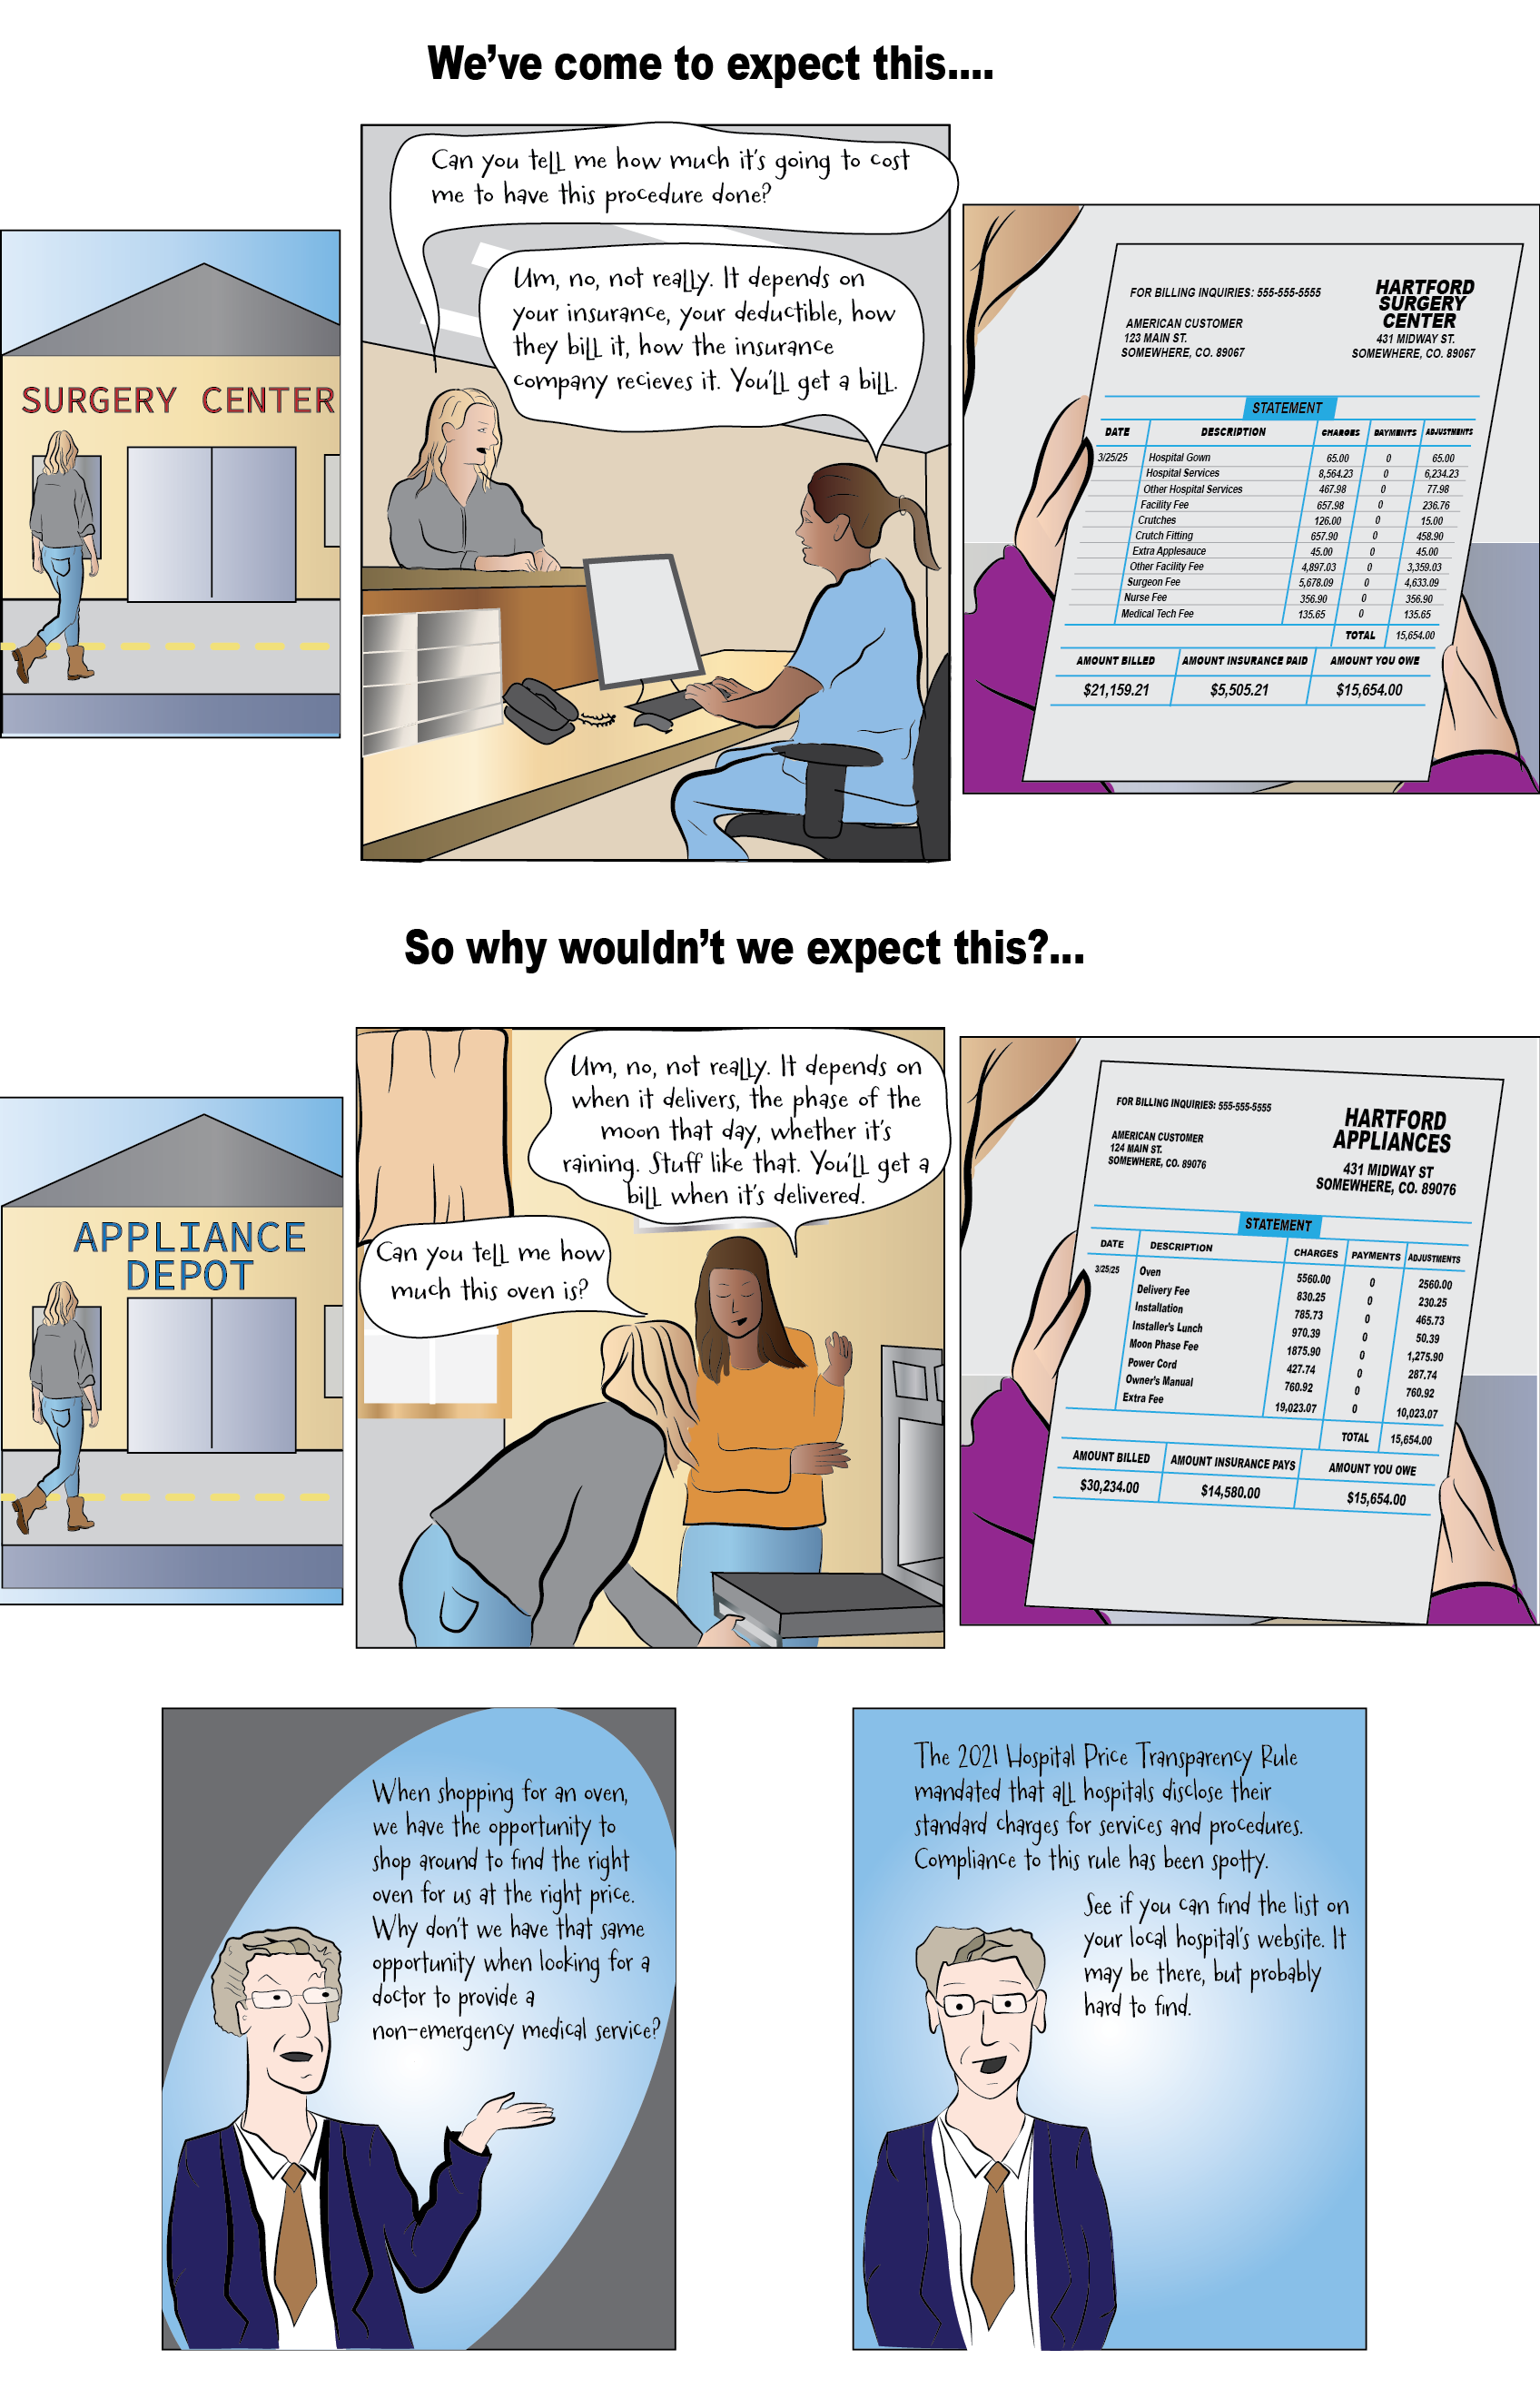 We've come to expect this....
SURGERY CENTER
Can you tell me how much it's going to cost
me to have this procedure done?
Um, no, not really. It depends on
your insurance, your deductible, how
they bill it, how the insurance
company recieves it. You'll get a bill.
FOR BILLING INQUIRIES: 555-555-5555
HARTFORD
SURGERY
CENTER
431 MIDWAY ST.
SOMEWHERE, CO. 89067
AMERICAN CUSTOMER
123 MAIN ST.
SOMEWHERE, CO. 89067
STATEMENT
DATE DESCRIPTION CHARGES PAYMENTS ADJUSTMENTS
3/25/25 Hospital Gown 65.00 0 65.00
Hospital Services 8,564.23 0 6,234.23
Other Hospital Services 467.98 0 77.98
Facility Fee 657.98 0 236.76
Crutches 126.00 0 15.00
Crutch Fitting 657.90 0 458.90
Extra Applesauce 45.00 0 45.00
Other Facility Fee 4,897.03 0 3,359.03
Surgeon Fee 5,678.09 0 4,633.09
Nurse Fee 356.90 0 356.90
Medical Tech Fee 135.65 0 135.65
TOTAL 15,654.00
AMOUNT BILLED AMOUNT INSURANCE PAID AMOUNT YOU OWE
$21,159.21 $5,505.21 $15,654.00
So why wouldn't we expect this?...
APPLIANCE
DEPOT
Um, no, not really. It depends on
when it delivers, the phase of the
moon that day, whether it's
raining. Stuff like that. You'll get a
bill when it's delivered.
Can you tell me how
much this oven is?
FOR BILLING INQUIRIES: 555-555-5555
HARTFORD
APPLIANCES
431 MIDWAY ST
SOMEWHERE, CO. 89076
AMERICAN CUSTOMER
124 MAIN ST.
SOMEWHERE, CO. 89076
STATEMENT
DATE DESCRIPTION CHARGES PAYMENTS ADJUSTMENTS
3/25/25 Oven 5560.00 0 2560.00
Delivery Fee 830.25 0 230.25
Installation 785.73 0 465.73
Installer's Lunch 970.39 0 50.39
Moon Phase Fee 1875.90 0 1,275.90
Power Cord 427.74 0 287.74
Owner's Manual 760.92 0 760.92
Extra Fee 19,023.07 0 10,023.07
TOTAL 15,654.00
AMOUNT BILLED AMOUNT INSURANCE PAYS AMOUNT YOU OWE
$30,234.00 $14,580.00 $15,654.00
When shopping for an oven,
we have the opportunity to
shop around to find the right
oven for us at the right price.
Why don't we have that same
opportunity when looking for a
doctor to provide a
non-emergency medical service?
The 2021 Hospital Price Transparency Rule
mandated that all hospitals disclose their
standard charges for services and procedures.
Compliance to this rule has been spotty.
See if you can find the list on
your local hospital's website. It
may be there, but probably
hard to find.